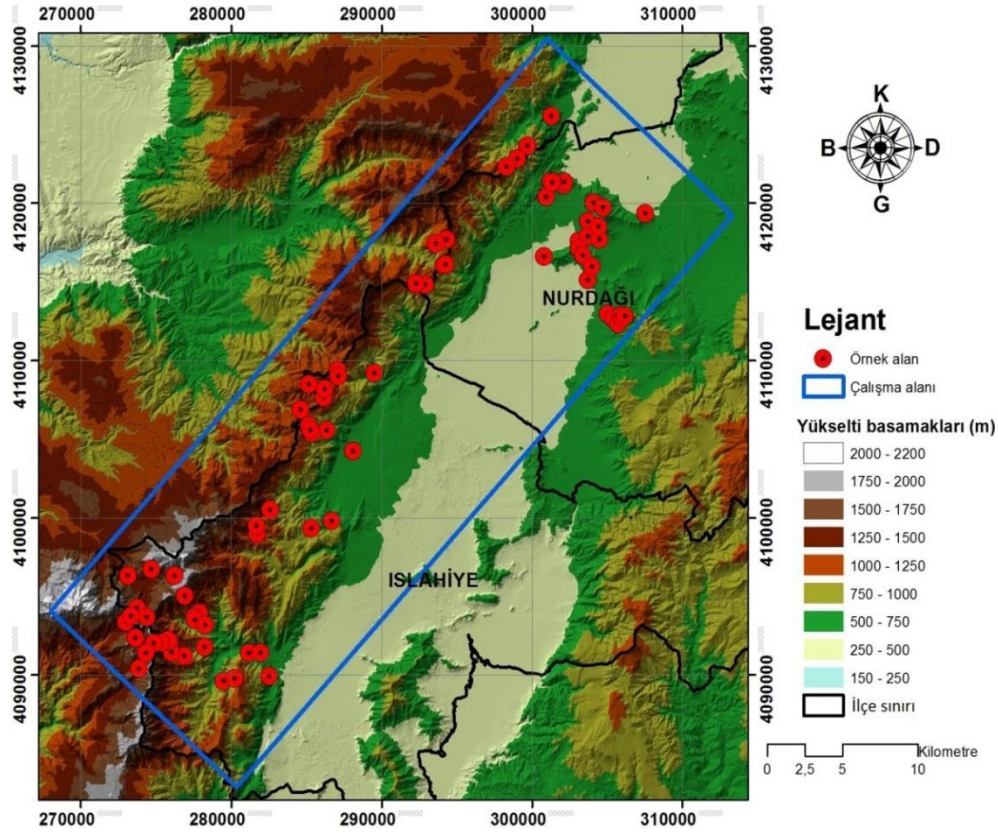 270000 280000 290000 300000 310000
4130000 4130000
4120000 4120000
4110000 4110000
4100000 4100000
4090000 4090000
NURDAĞI
ISLAHİYE
270000 280000 290000 300000 310000
K
B D
G
Lejant
Örnek alan
Çalışma alanı
Yükselti basamakları (m)
2000 - 2200
1750 - 2000
1500 - 1750
1250 - 1500
1000 - 1250
750 - 1000
500 - 750
250 - 500
150 - 250
İlçe sınırı
Kilometre
0 2,5 5 10